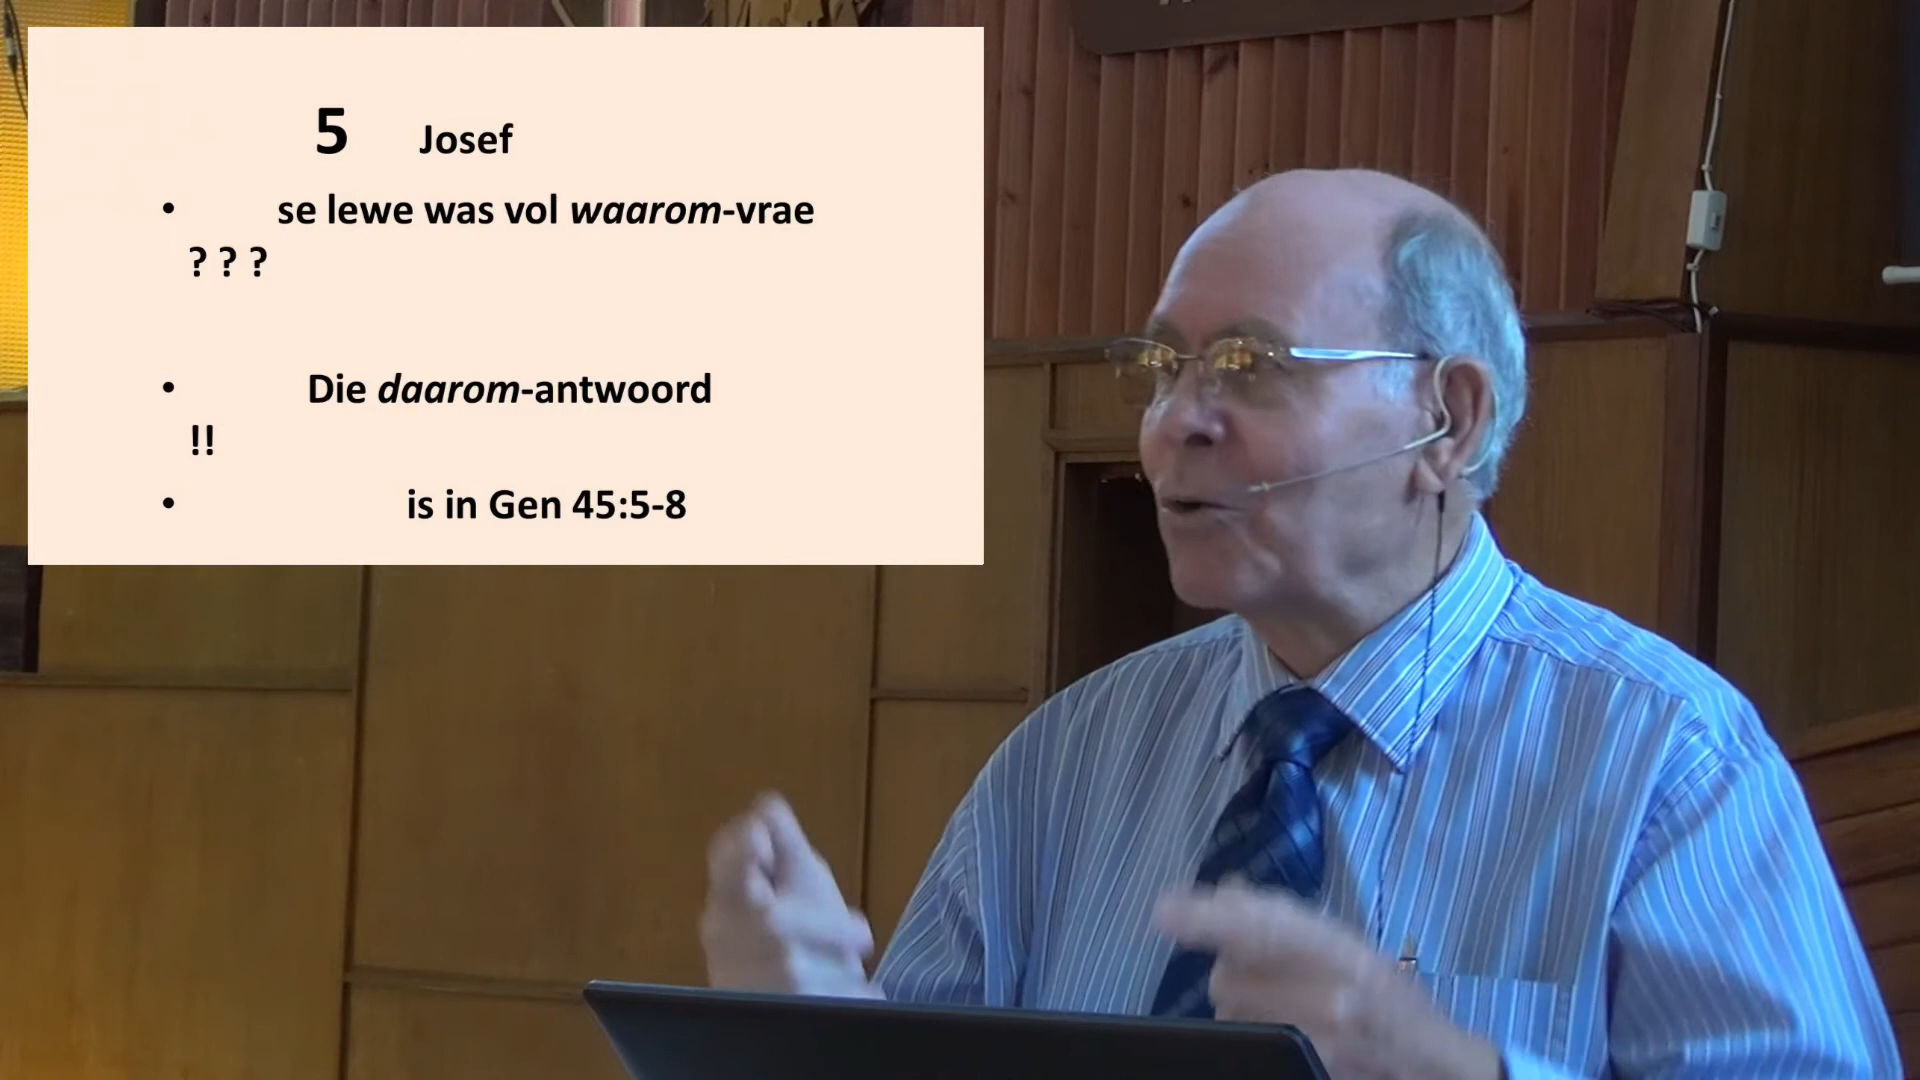 5 Josef
• se lewe was vol waarom-vrae
? ? ?
• Die daarom-antwoord
!!
• is in Gen 45:5-8